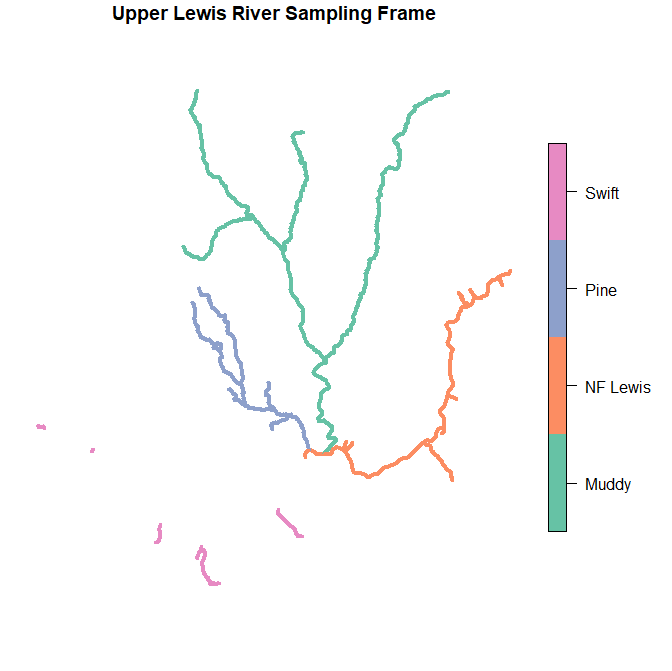 Upper Lewis River Sampling Frame
Swift
Pine
NF Lewis
Muddy